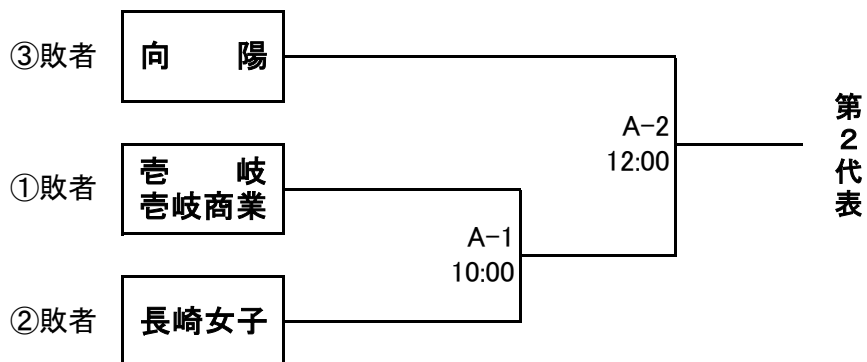 ③敗者
向　陽
A-2
12:00
第2代表
①敗者
壱　岐
壱岐商業
A-1
10:00
②敗者
長崎女子